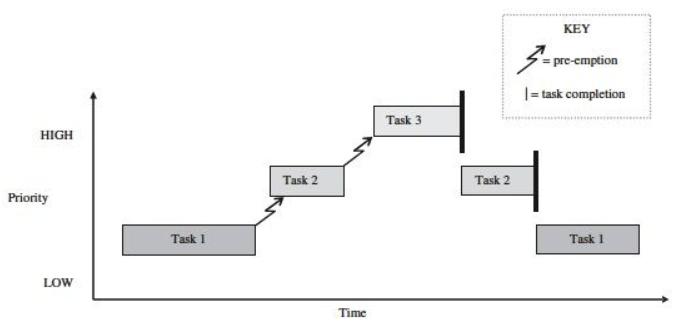 KEY
= pre-emption
| = task completion
HIGH
Task 3
Task 2
Task 2
Priority
Task 1
Task 1
LOW
Time